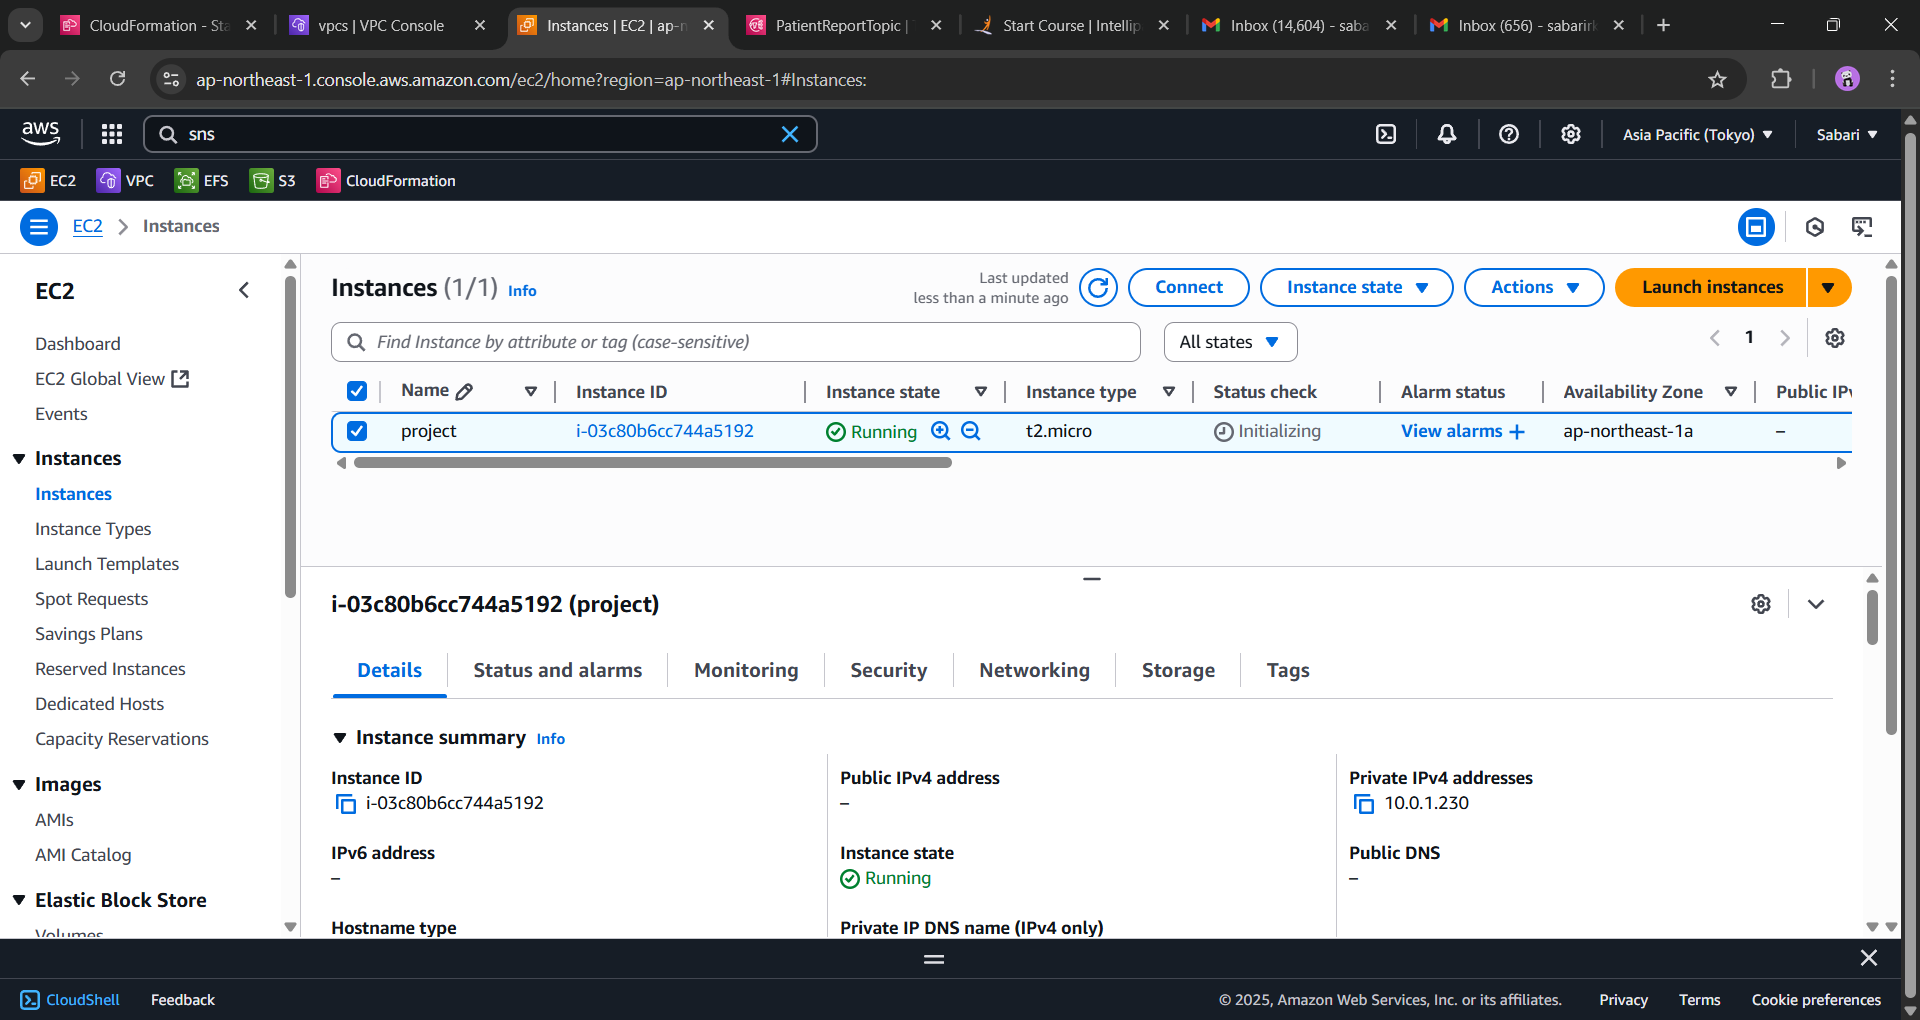 CloudFormation - Sta
vpcs | VPC Console
Instances | EC2 | ap-n
PatientReportTopic |
Start Course | Intellip
Inbox (14,604) - saba
Inbox (656) - sabarirk
ap-northeast-1.console.aws.amazon.com/ec2/home?region=ap-northeast-1#Instances:
aws
sns
Asia Pacific (Tokyo)
Sabari
EC2
VPC
EFS
S3
CloudFormation
EC2
Instances
EC2
Dashboard
EC2 Global View
Events
Instances
Instances
Instance Types
Launch Templates
Spot Requests
Savings Plans
Reserved Instances
Dedicated Hosts
Capacity Reservations
Images
AMIs
AMI Catalog
Elastic Block Store
Volumes
Instances (1/1) Info
Last updated
less than a minute ago
Connect
Instance state
Actions
Launch instances
Find Instance by attribute or tag (case-sensitive)
All states
1
Name
Instance ID
Instance state
Instance type
Status check
Alarm status
Availability Zone
Public IPv
project
i-03c80b6cc744a5192
Running
t2.micro
Initializing
View alarms +
ap-northeast-1a
–
i-03c80b6cc744a5192 (project)
Details
Status and alarms
Monitoring
Security
Networking
Storage
Tags
Instance summary Info
Instance ID
i-03c80b6cc744a5192
Public IPv4 address
–
Private IPv4 addresses
10.0.1.230
IPv6 address
–
Instance state
Running
Public DNS
–
Hostname type
Private IP DNS name (IPv4 only)
CloudShell
Feedback
© 2025, Amazon Web Services, Inc. or its affiliates.
Privacy
Terms
Cookie preferences